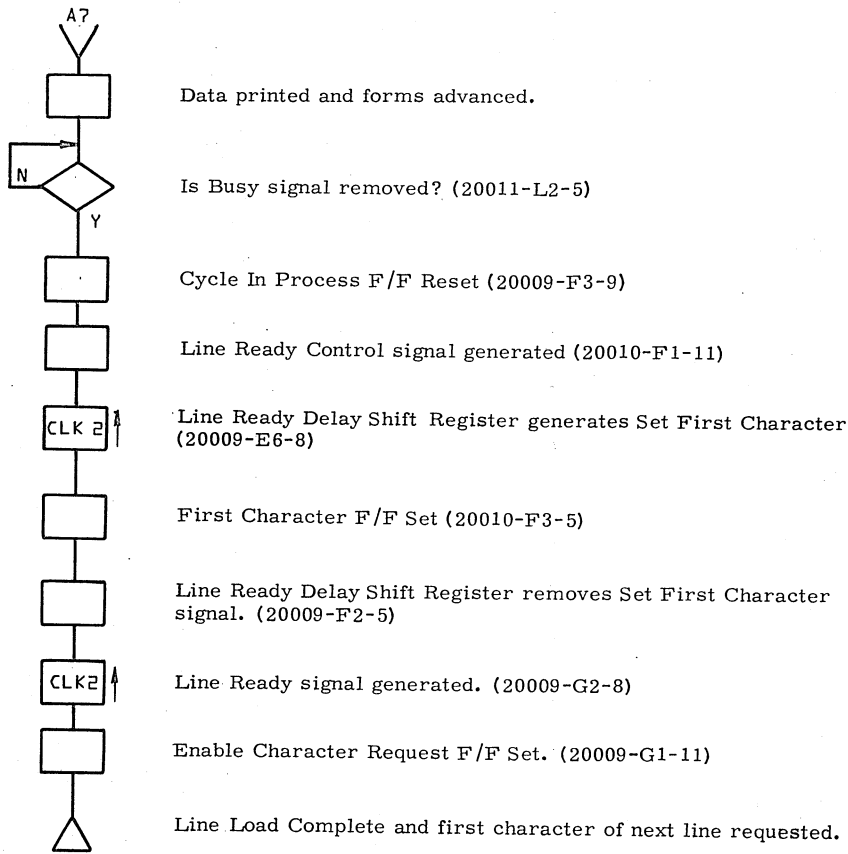 A7
Data printed and forms advanced.
N
Is Busy signal removed? (20011-L2-5)
Y
Cycle In Process F/F Reset (20009-F3-9)
Line Ready Control signal generated (20010-F1-11)
CLK 2
Line Ready Delay Shift Register generates Set First Character
(20009-E6-8)
First Character F/F Set (20010-F3-5)
Line Ready Delay Shift Register removes Set First Character
signal. (20009-F2-5)
CLK2
Line Ready signal generated. (20009-G2-8)
Enable Character Request F/F Set. (20009-G1-11)
Line Load Complete and first character of next line requested.